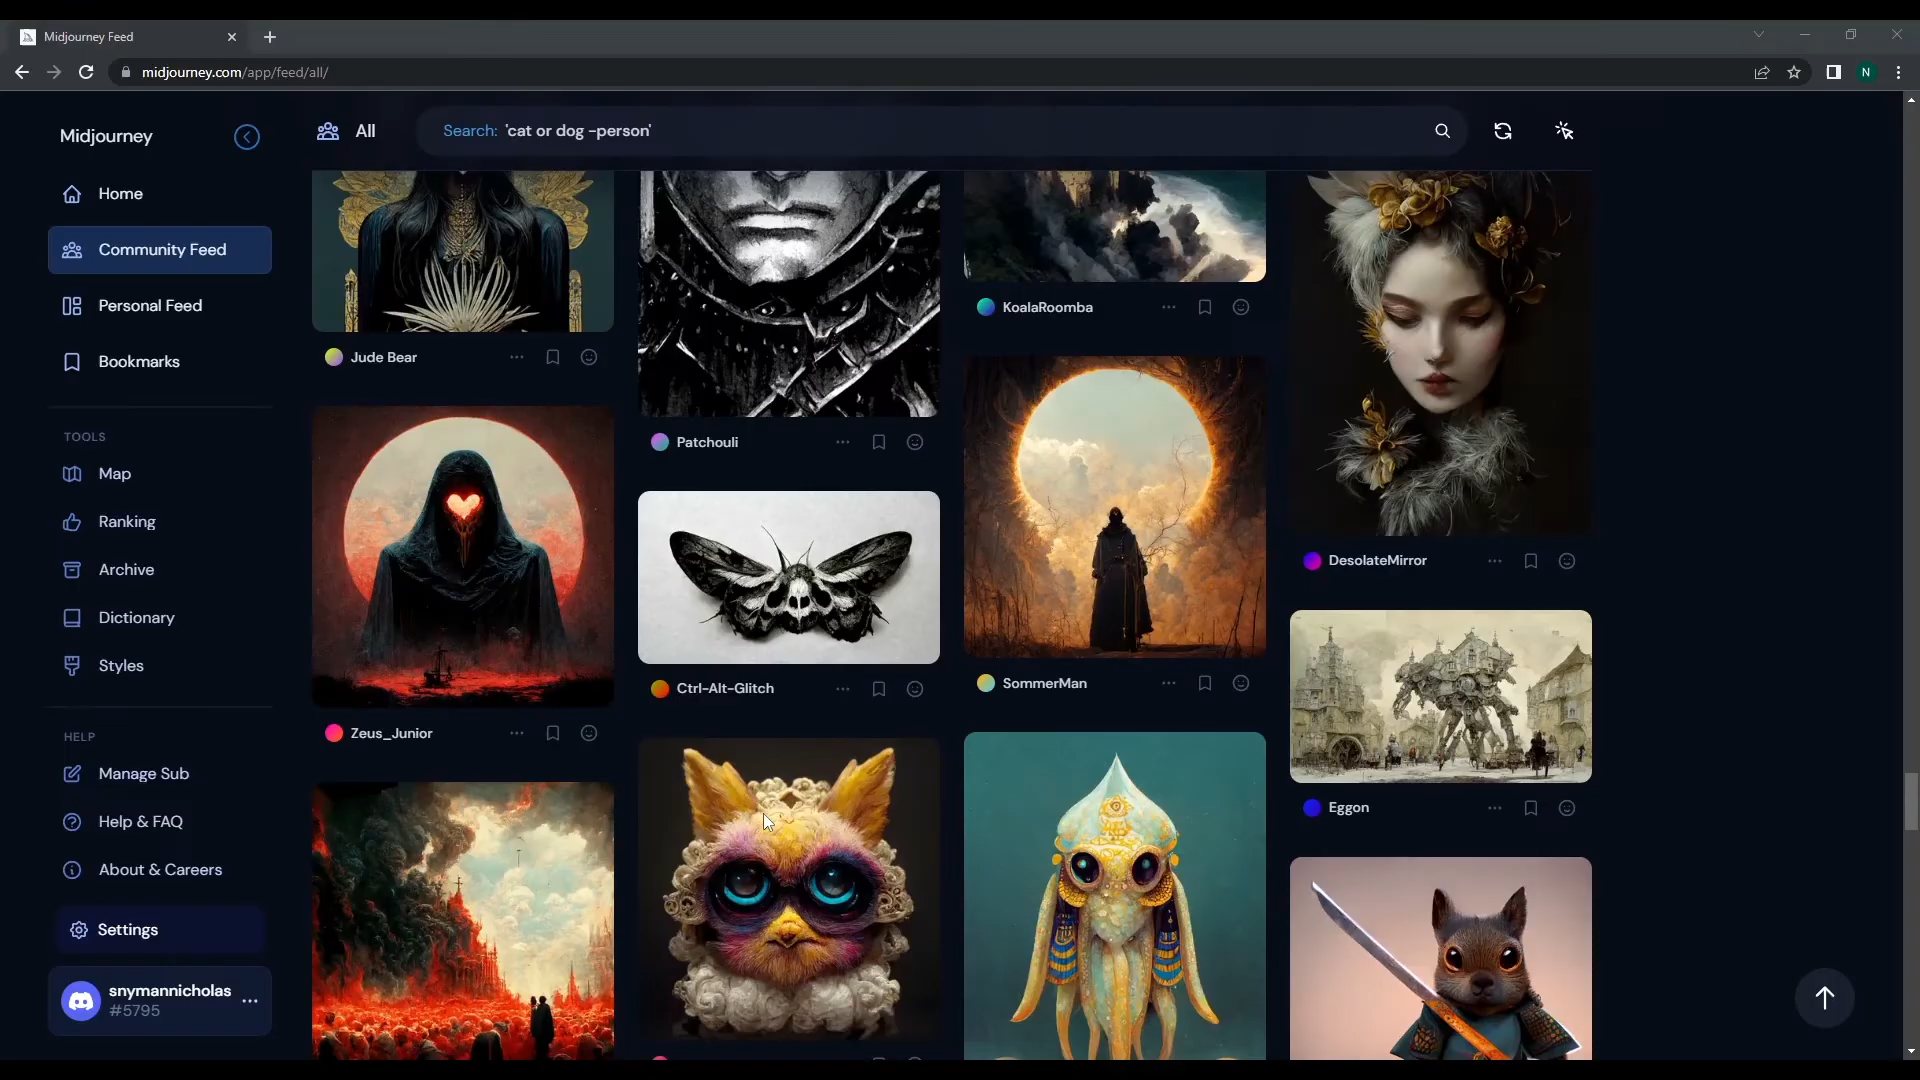 Midjourney Feed
midjourney.com/app/feed/all/
N
Midjourney
All
Search: 'cat or dog -person'
Home
Community Feed
Personal Feed
Bookmarks
TOOLS
Map
Ranking
Archive
Dictionary
Styles
HELP
Manage Sub
Help & FAQ
About & Careers
Settings
snymannicholas
#5795
Jude Bear
Zeus_Junior
Patchouli
Ctrl-Alt-Glitch
KoalaRoomba
SommerMan
DesolateMirror
Eggon